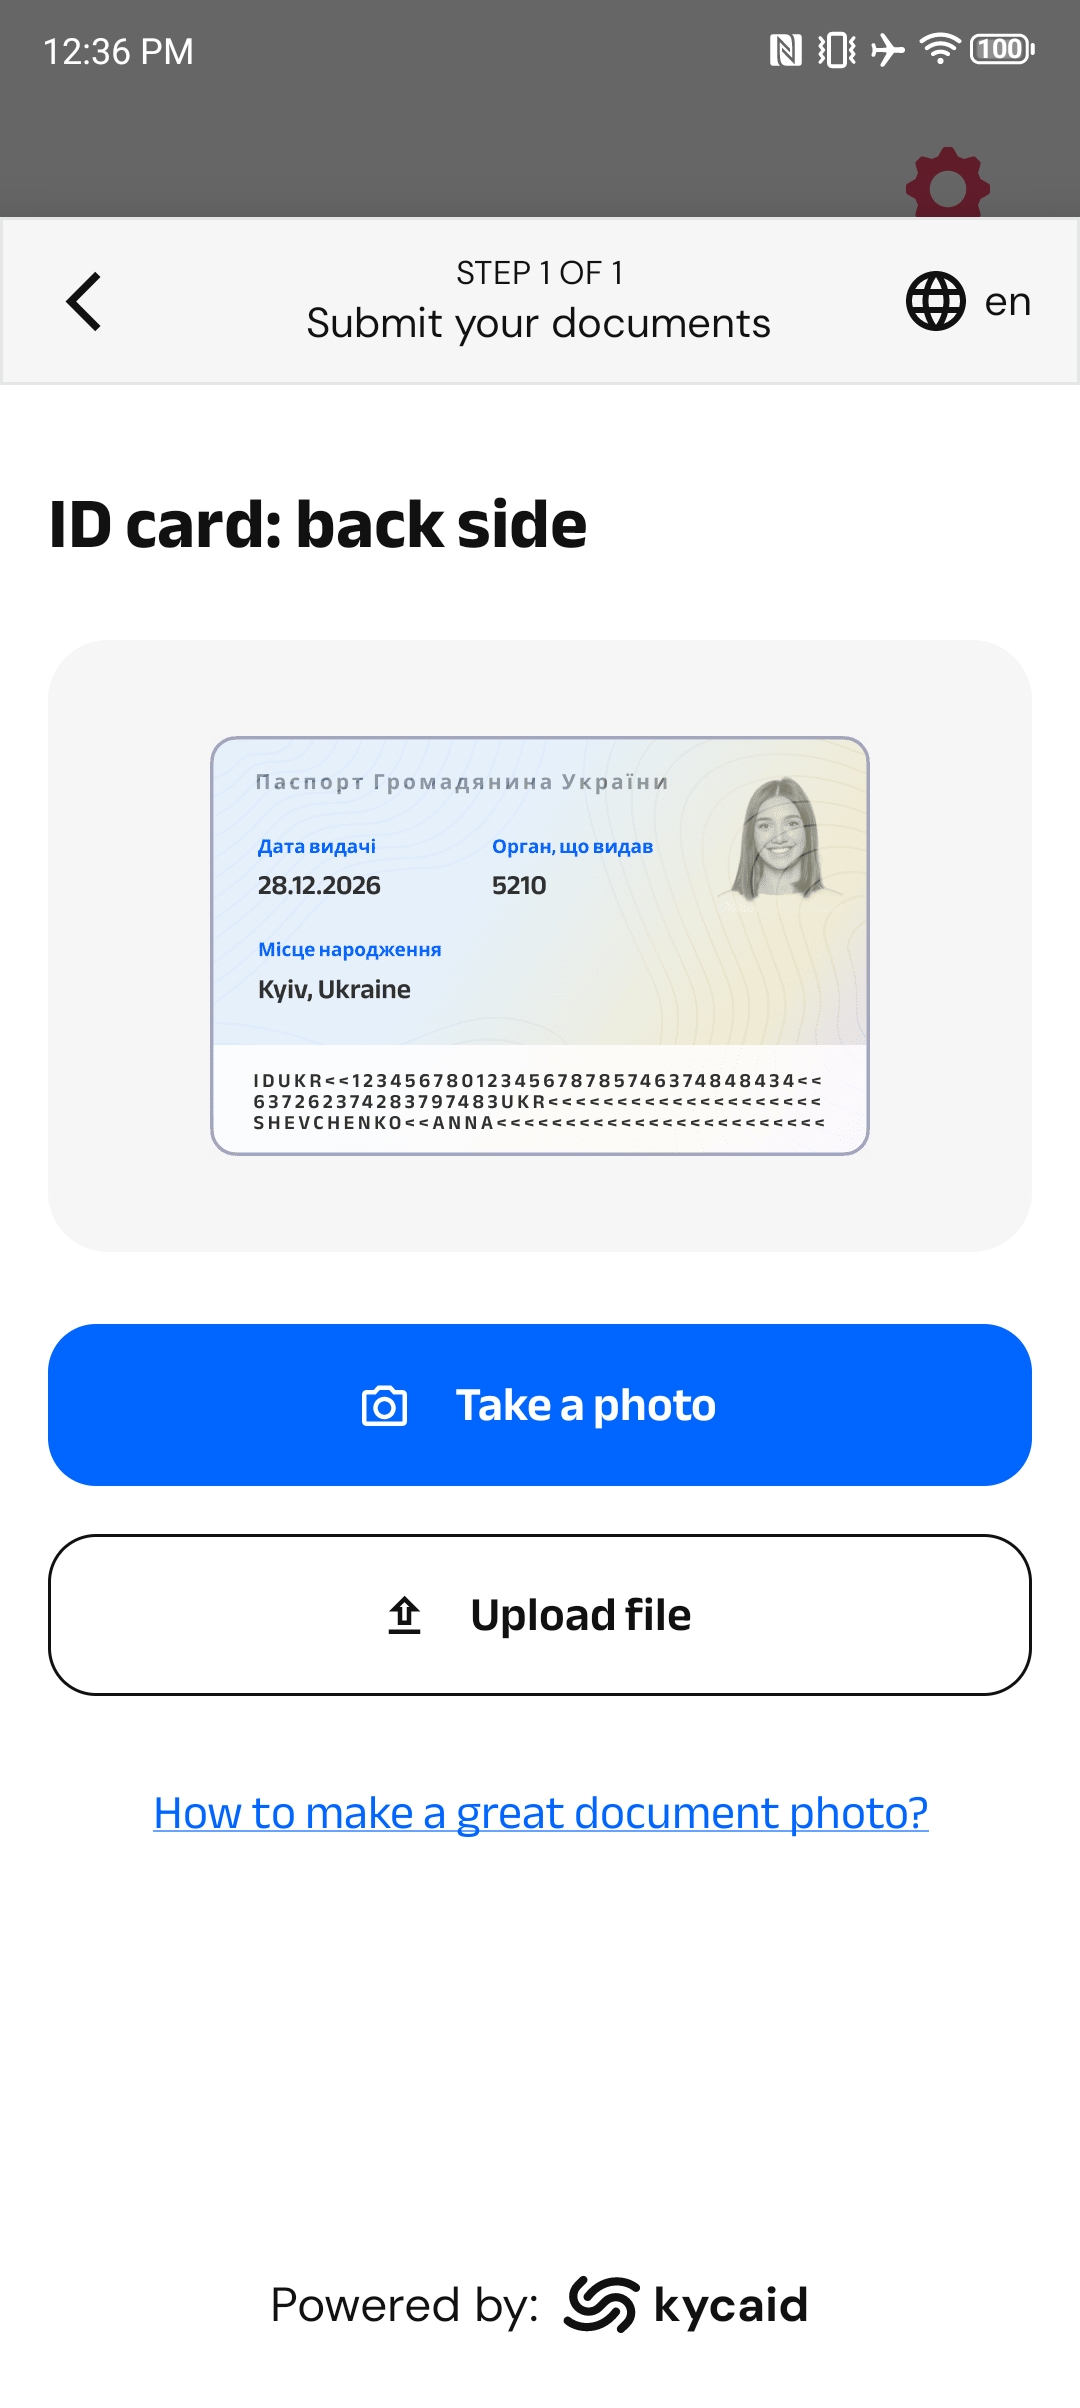 12:36 PM
100
STEP 1 OF 1
Submit your documents
en
ID card: back side
Паспорт Громадянина України
Дата видачі
Орган, що видав
28.12.2026
5210
Місце народження
Kyiv, Ukraine
IDUKR<<12345678012345678785746374848434<<
6372623742837974 83UKR<<<<<<<<<<<<<<<<<<<<
SHEVCHENKO<<ANNA<<<<<<<<<<<<<<<<<<<<<<<<
Take a photo
Upload file
How to make a great document photo?
Powered by: kycaid